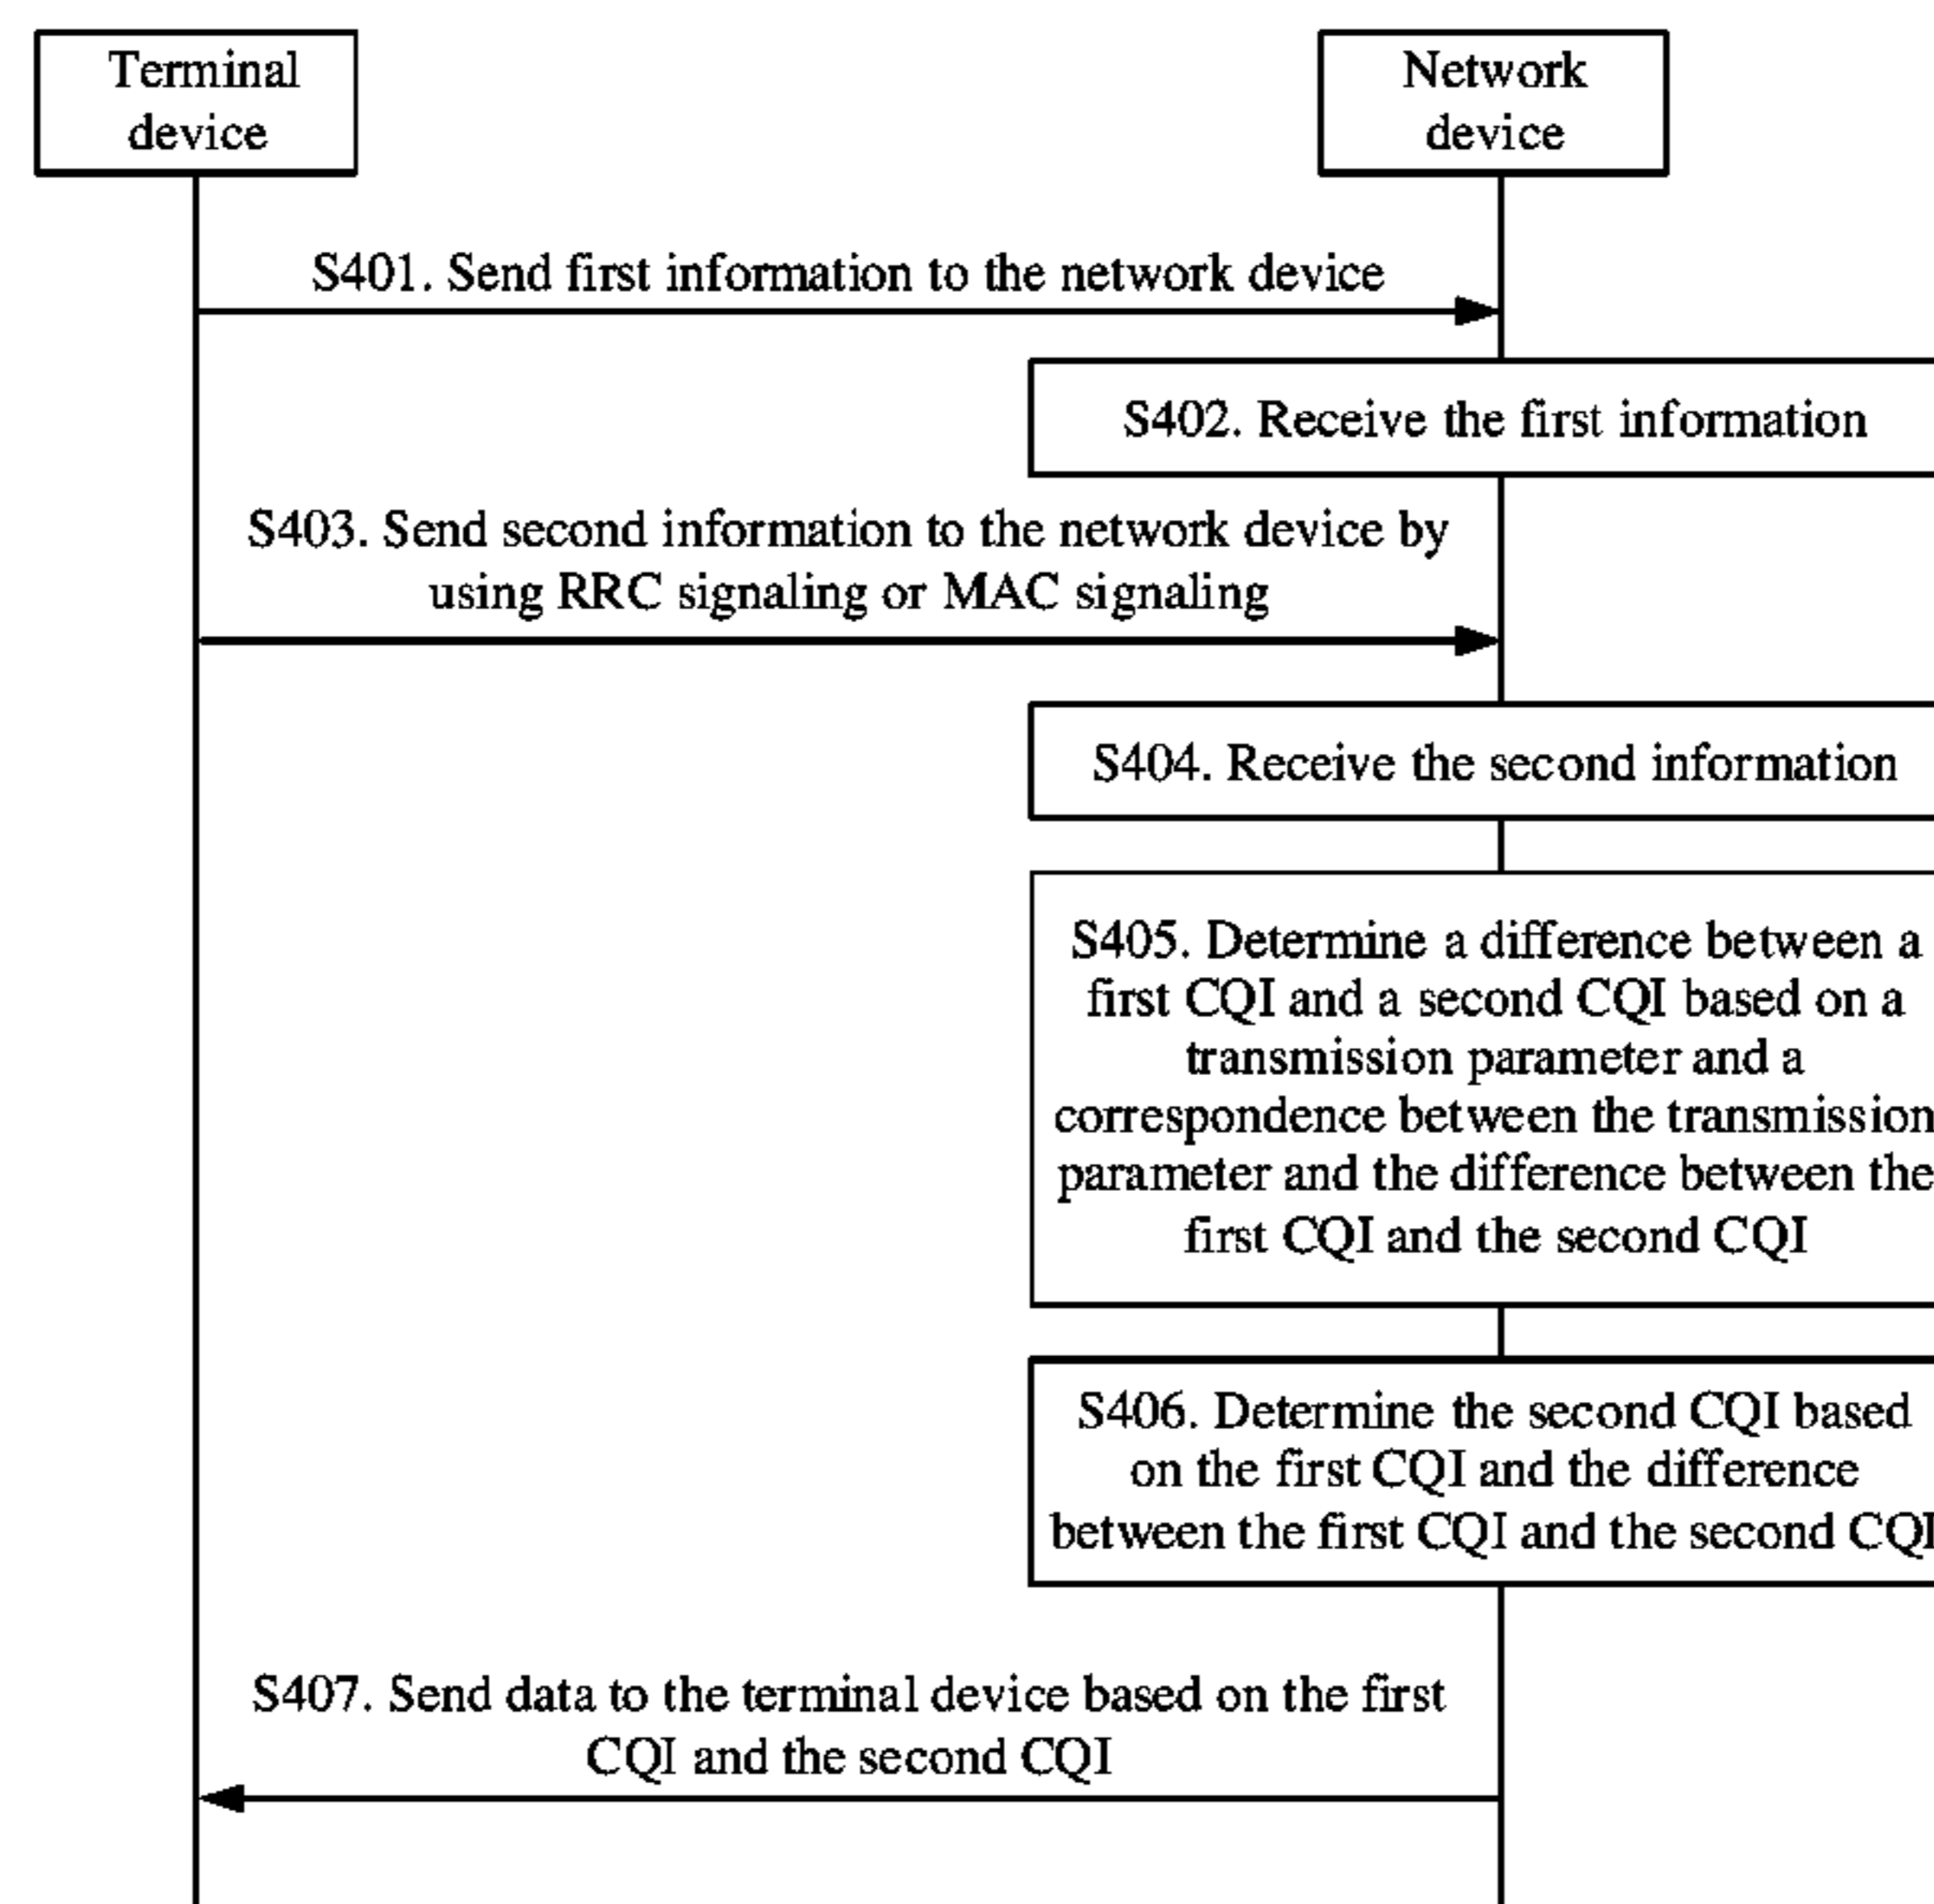 Terminal
device
Network
device
S401. Send first information to the network device
S402. Receive the first information
S403. Send second information to the network device by
using RRC signaling or MAC signaling
S404. Receive the second information
S405. Determine a difference between a
first CQI and a second CQI based on a
transmission parameter and a
correspondence between the transmission
parameter and the difference between the
first CQI and the second CQI
S406. Determine the second CQI based
on the first CQI and the difference
between the first CQI and the second CQI
S407. Send data to the terminal device based on the first
CQI and the second CQI